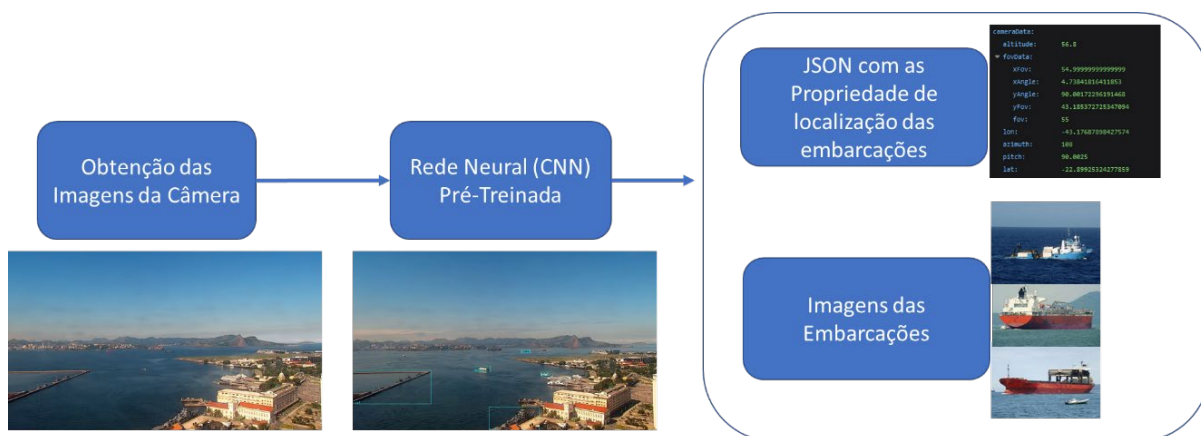 Obtenção das
Imagens da Câmera
Rede Neural (CNN)
Pré-Treinada
JSON com as
Propriedade de
localização das
embarcações
cameraData:
altitude: 56.8
fovData:
xFov: 54.99999999999999
xAngle: 4.73841816411853
yAngle: 90.00172296191468
yFov: 43.185372725347094
fov: 55
lon: -43.17687898427574
azimuth: 108
pitch: 90.0025
lat: -22.89925324277859
Imagens das
Embarcações